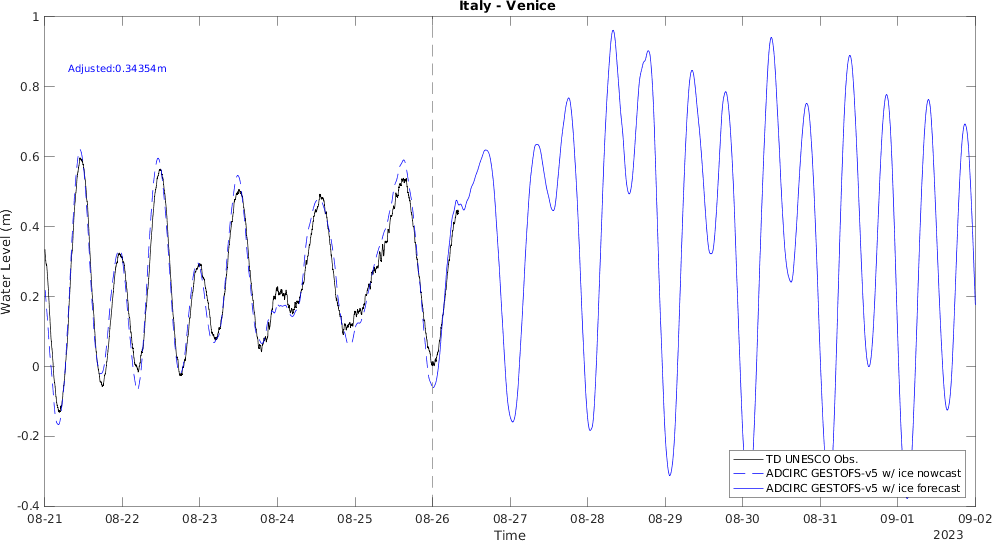 Italy - Venice
Adjusted:0.34354m
Water Level (m)
1
0.8
0.6
0.4
0.2
0
-0.2
-0.4
TD UNESCO Obs.
ADCIRC GESTOFS-v5 w/ ice nowcast
ADCIRC GESTOFS-v5 w/ ice forecast
08-21 08-22 08-23 08-24 08-25 08-26 08-27 08-28 08-29 08-30 08-31 09-01 09-02
Time
2023